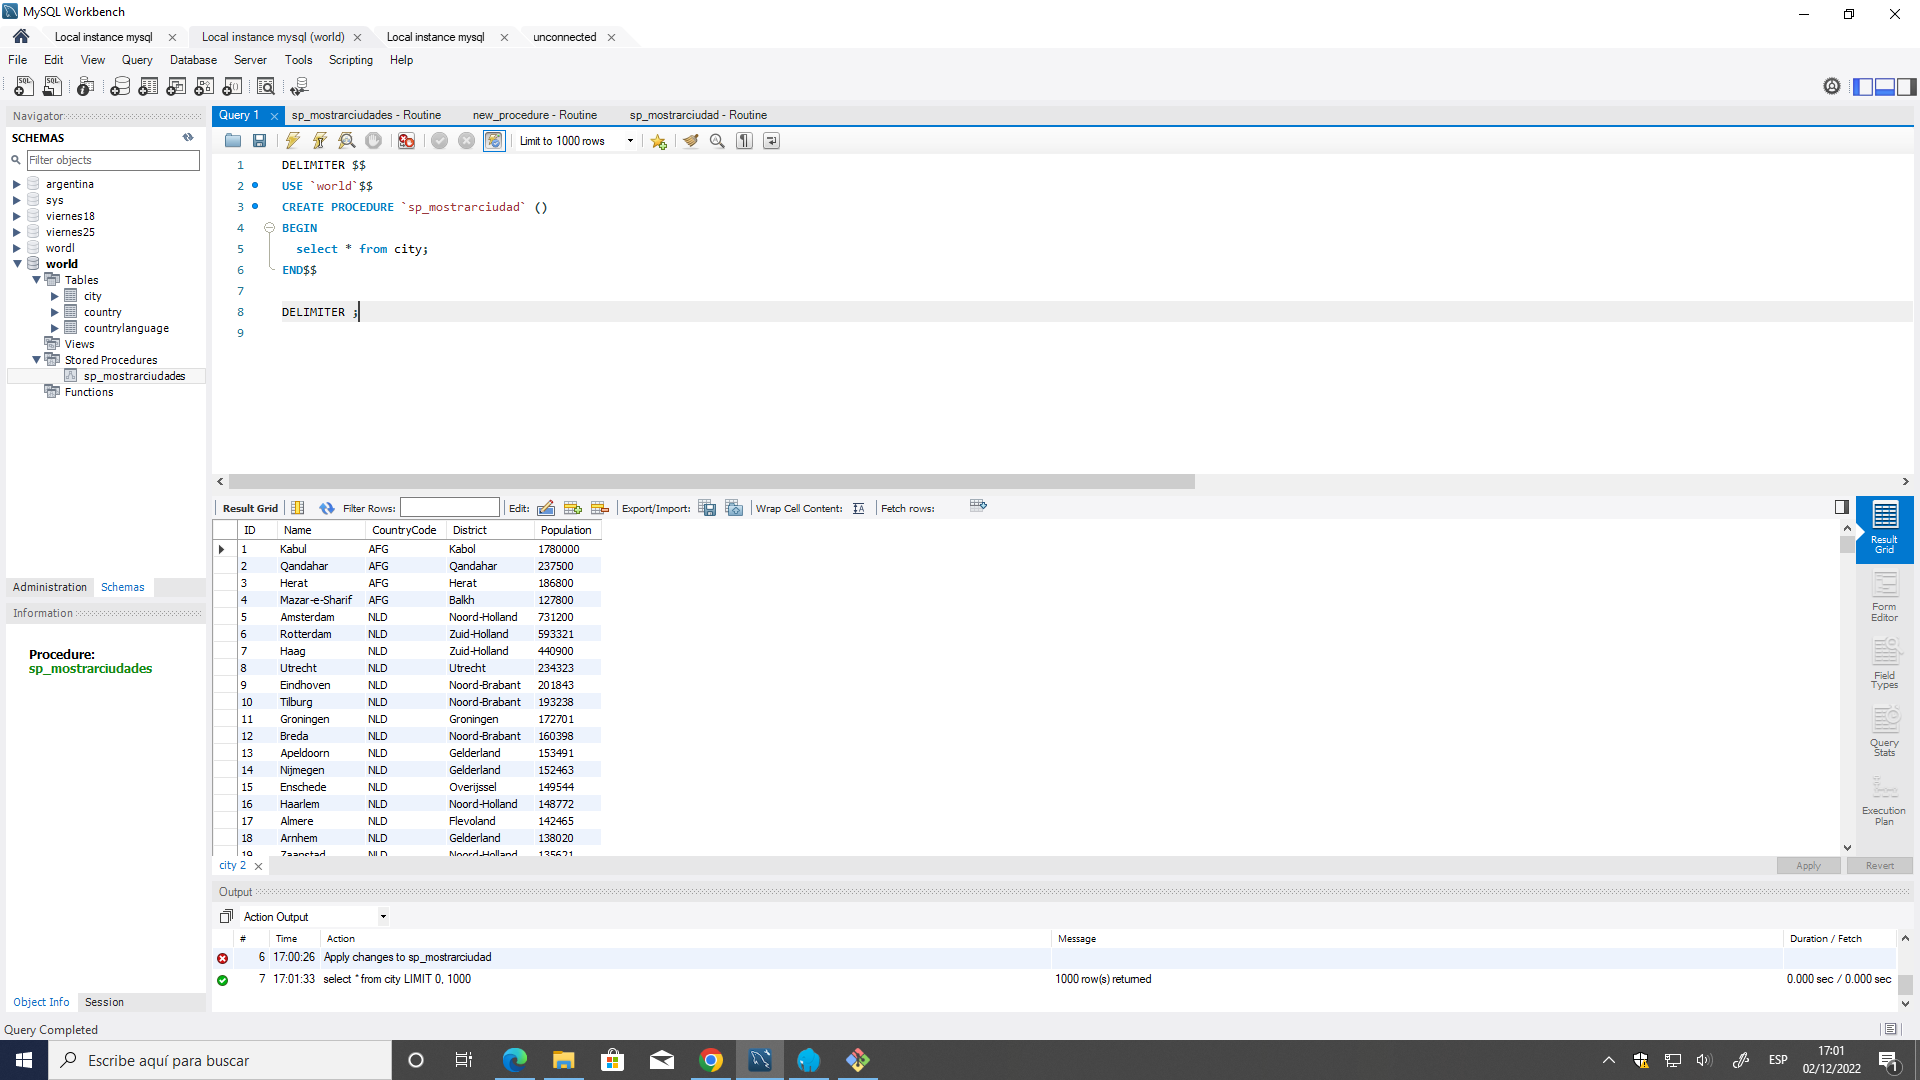 MySQL Workbench
Local instance mysql
Local instance mysql (world)
Local instance mysql
unconnected
File Edit View Query Database Server Tools Scripting Help
Navigator
SCHEMAS
Filter objects
argentina
sys
viernes18
viernes25
wordl
world
Tables
city
country
countrylanguage
Views
Stored Procedures
sp_mostrarciudades
Functions
Administration Schemas
Information
Procedure:
sp_mostrarciudades
Object Info Session
Query 1 sp_mostrarciudades - Routine new_procedure - Routine sp_mostrarciudad - Routine
Limit to 1000 rows
1 DELIMITER $$
2 USE `world`$$
3 CREATE PROCEDURE `sp_mostrarciudad` ()
4 BEGIN
5 select * from city;
6 END$$
7
8 DELIMITER ;
9
Result Grid Filter Rows: Edit: Export/Import: Wrap Cell Content: Fetch rows:
ID Name CountryCode District Population
1 Kabul AFG Kabol 1780000
2 Qandahar AFG Qandahar 237500
3 Herat AFG Herat 186800
4 Mazar-e-Sharif AFG Balkh 127800
5 Amsterdam NLD Noord-Holland 731200
6 Rotterdam NLD Zuid-Holland 593321
7 Haag NLD Zuid-Holland 440900
8 Utrecht NLD Utrecht 234323
9 Eindhoven NLD Noord-Brabant 201843
10 Tilburg NLD Noord-Brabant 193238
11 Groningen NLD Groningen 172701
12 Breda NLD Noord-Brabant 160398
13 Apeldoorn NLD Gelderland 153491
14 Nijmegen NLD Gelderland 152463
15 Enschede NLD Overijssel 149544
16 Haarlem NLD Noord-Holland 148772
17 Almere NLD Flevoland 142465
18 Arnhem NLD Gelderland 138020
19 Zaanstad NLD Noord-Holland 135621
Result
Grid
Form
Editor
Field
Types
Query
Stats
Execution
Plan
city 2
Apply Revert
Output
Action Output
# Time Action Message Duration / Fetch
6 17:00:26 Apply changes to sp_mostrarciudad
7 17:01:33 select * from city LIMIT 0, 1000 1000 row(s) returned 0.000 sec / 0.000 sec
Query Completed
Escribe aquí para buscar
ESP
17:01
02/12/2022
1